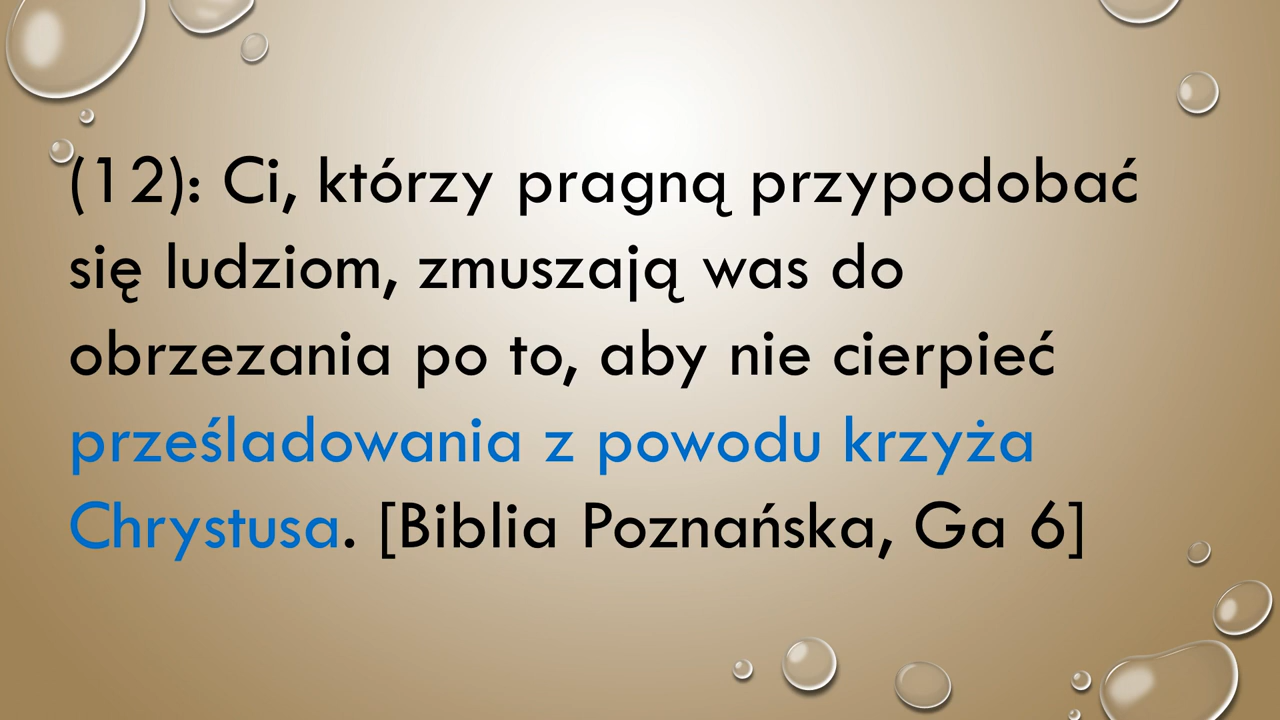 (12): Ci, którzy pragną przypodobać
się ludziom, zmuszają was do
obrzezania po to, aby nie cierpieć
prześladowania z powodu krzyża
Chrystusa. [Biblia Poznańska, Ga 6]